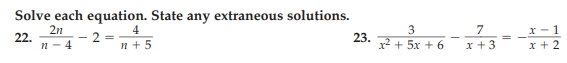 Solve each equation. State any extraneous solutions.
22. 2n/(n − 4) − 2 = 4/(n + 5)
23. 3/(x² + 5x + 6) − 7/(x + 3) = −(x − 1)/(x + 2)